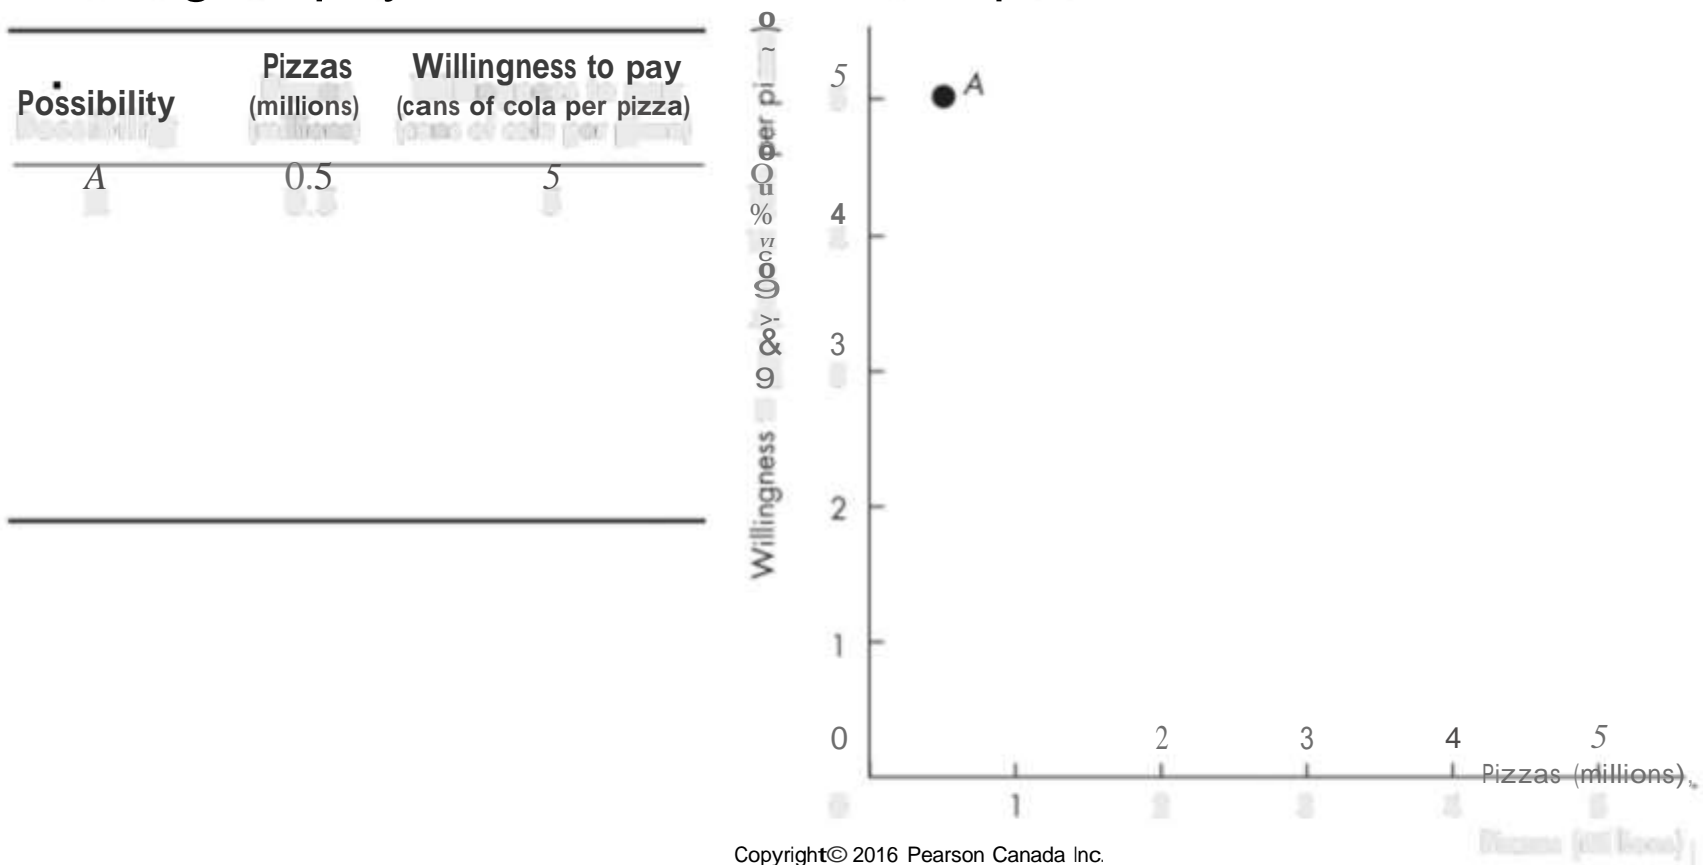 Possibility
Pizzas
(millions)
Willingness to pay
(cans of cola per pizza)
A
0.5
5
Willingness
per
5
A
4
3
2
1
0
2
3
4
5
Pizzas (millions)
1
Copyright© 2016 Pearson Canada Inc.